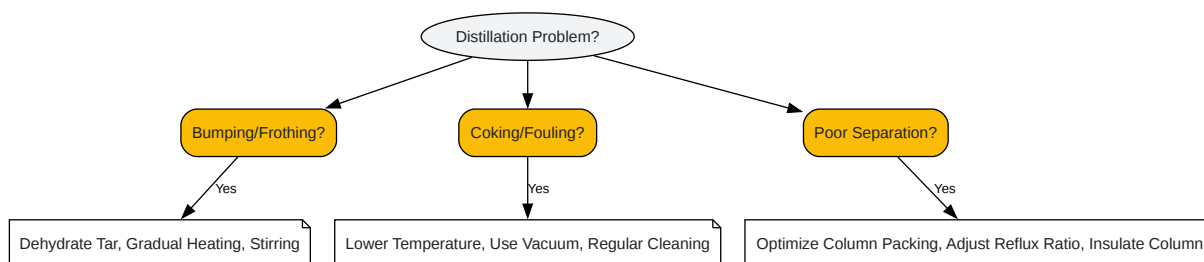 Distillation Problem?
Bumping/Frothing?
Coking/Fouling?
Poor Separation?
Yes
Yes
Yes
Dehydrate Tar, Gradual Heating, Stirring
Lower Temperature, Use Vacuum, Regular Cleaning
Optimize Column Packing, Adjust Reflux Ratio, Insulate Column